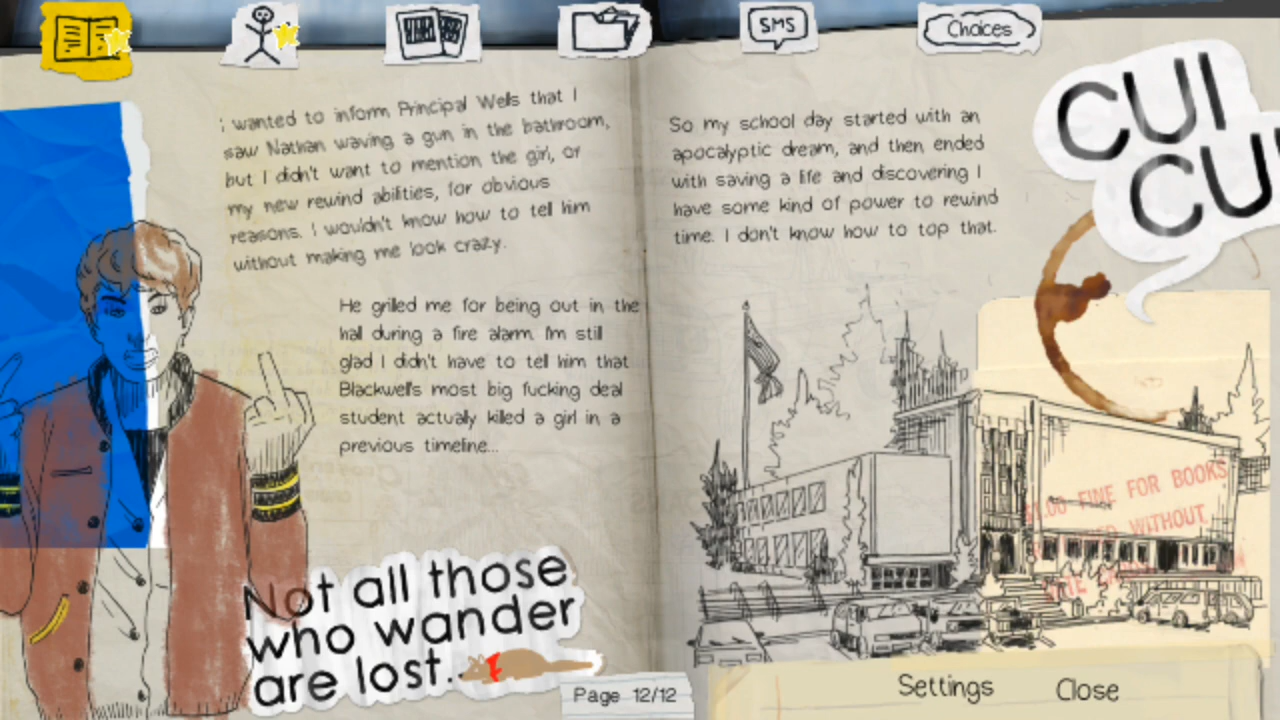 SMS
Choices
i wanted to inform Principal Wells that I
saw Nathan waving a gun in the bathroom,
but I didn't want to mention the girl, or
my new rewind abilities, for obvious
reasons. I wouldn't know how to tell him
without making me look crazy.
He grilled me for being out in the
hall during a fire alarm. I'm still
glad I didn't have to tell him that
Blackwell's most big fucking deal
student actually killed a girl in a
previous timeline...
Not all those
who wander
are lost...
So my school day started with an
apocalyptic dream, and then ended
with saving a life and discovering I
have some kind of power to rewind
time. I don't know how to top that.
CUI
CUI
.00 FINE FOR BOOKS
WITHOUT
Page 12/12
Settings
Close